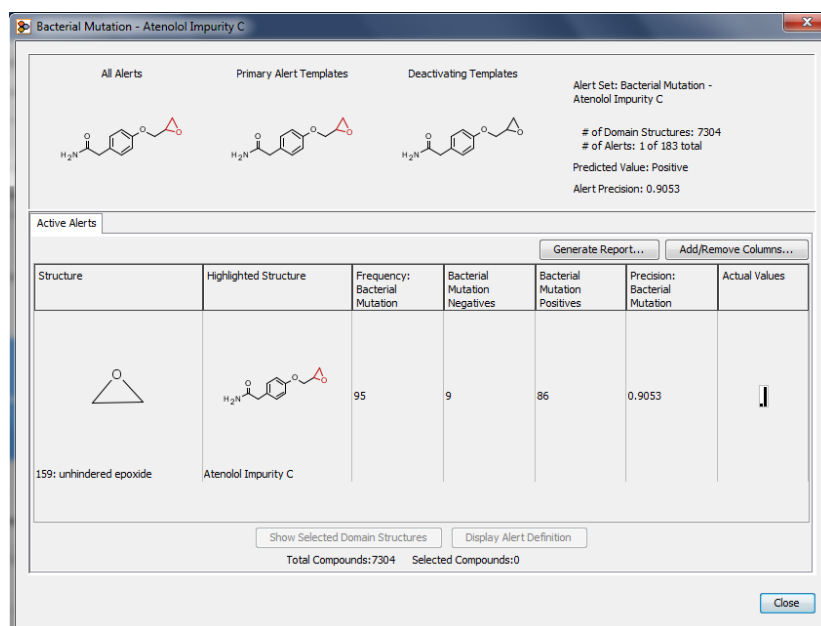 Bacterial Mutation - Atenolol Impurity C
All Alerts
Primary Alert Templates
Deactivating Templates
H2N
O
O
O
H2N
O
O
O
H2N
O
O
O
Alert Set: Bacterial Mutation -
Atenolol Impurity C
# of Domain Structures: 7304
# of Alerts: 1 of 183 total
Predicted Value: Positive
Alert Precision: 0.9053
Active Alerts
Generate Report...
Add/Remove Columns...
Structure
Highlighted Structure
Frequency:
Bacterial
Mutation
Bacterial
Mutation
Negatives
Bacterial
Mutation
Positives
Precision:
Bacterial
Mutation
Actual Values
O
H2N
O
O
O
95
9
86
0.9053
159: unhindered epoxide
Atenolol Impurity C
Show Selected Domain Structures
Display Alert Definition
Total Compounds:7304
Selected Compounds:0
Close